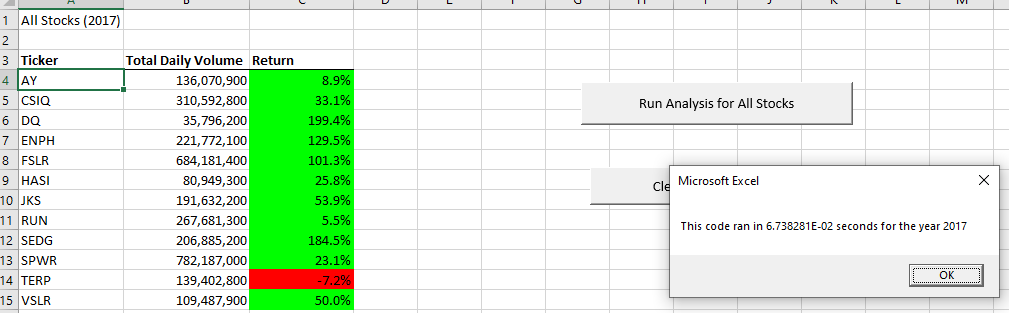 A B C D E F G H I J K L M
1 All Stocks (2017)
2
3 Ticker Total Daily Volume Return
4 AY 136,070,900 8.9%
5 CSIQ 310,592,800 33.1%
6 DQ 35,796,200 199.4%
7 ENPH 221,772,100 129.5%
8 FSLR 684,181,400 101.3%
9 HASI 80,949,300 25.8%
10 JKS 191,632,200 53.9%
11 RUN 267,681,300 5.5%
12 SEDG 206,885,200 184.5%
13 SPWR 782,187,000 23.1%
14 TERP 139,402,800 -7.2%
15 VSLR 109,487,900 50.0%
Run Analysis for All Stocks
Cle
Microsoft Excel
This code ran in 6.738281E-02 seconds for the year 2017
OK